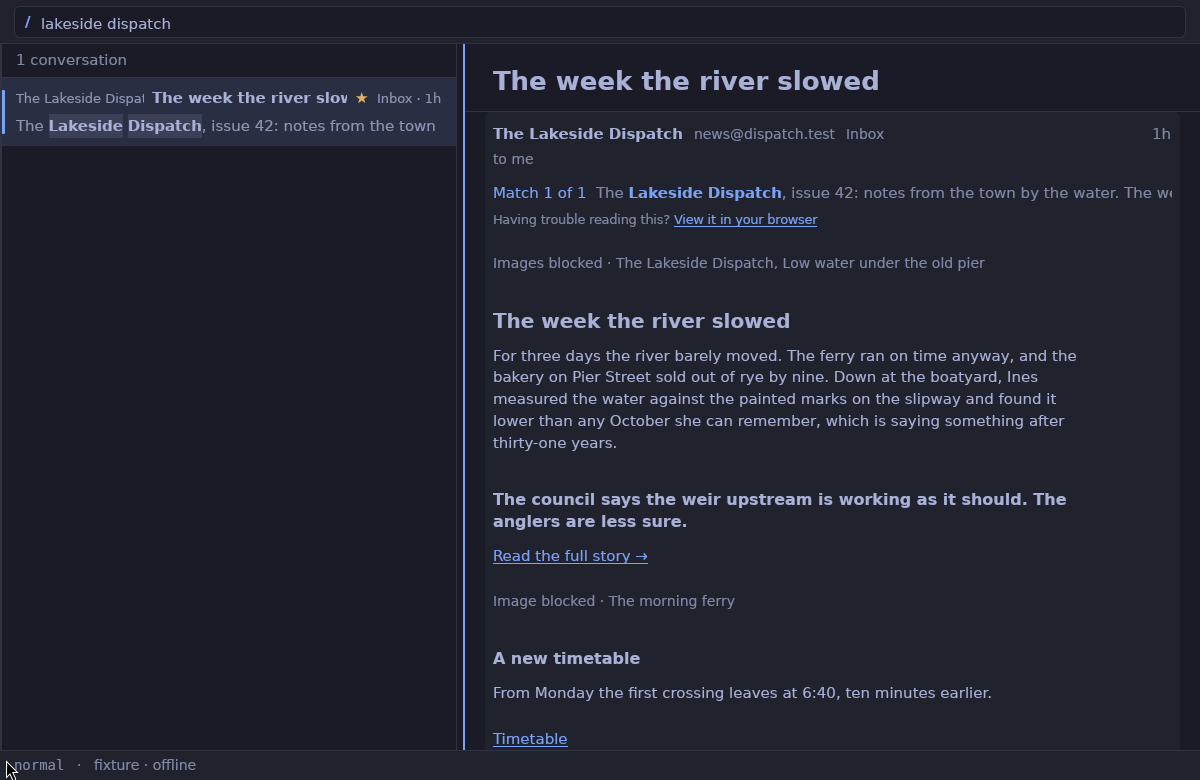 / lakeside dispatch
1 conversation
The Lakeside Dispat The week the river slov ★ Inbox · 1h
The Lakeside Dispatch, issue 42: notes from the town
The week the river slowed
The Lakeside Dispatch news@dispatch.test Inbox 1h
to me
Match 1 of 1 The Lakeside Dispatch, issue 42: notes from the town by the water. The we
Having trouble reading this? View it in your browser
Images blocked · The Lakeside Dispatch, Low water under the old pier
The week the river slowed
For three days the river barely moved. The ferry ran on time anyway, and the
bakery on Pier Street sold out of rye by nine. Down at the boatyard, Ines
measured the water against the painted marks on the slipway and found it
lower than any October she can remember, which is saying something after
thirty-one years.
The council says the weir upstream is working as it should. The
anglers are less sure.
Read the full story →
Image blocked · The morning ferry
A new timetable
From Monday the first crossing leaves at 6:40, ten minutes earlier.
Timetable
normal · fixture · offline